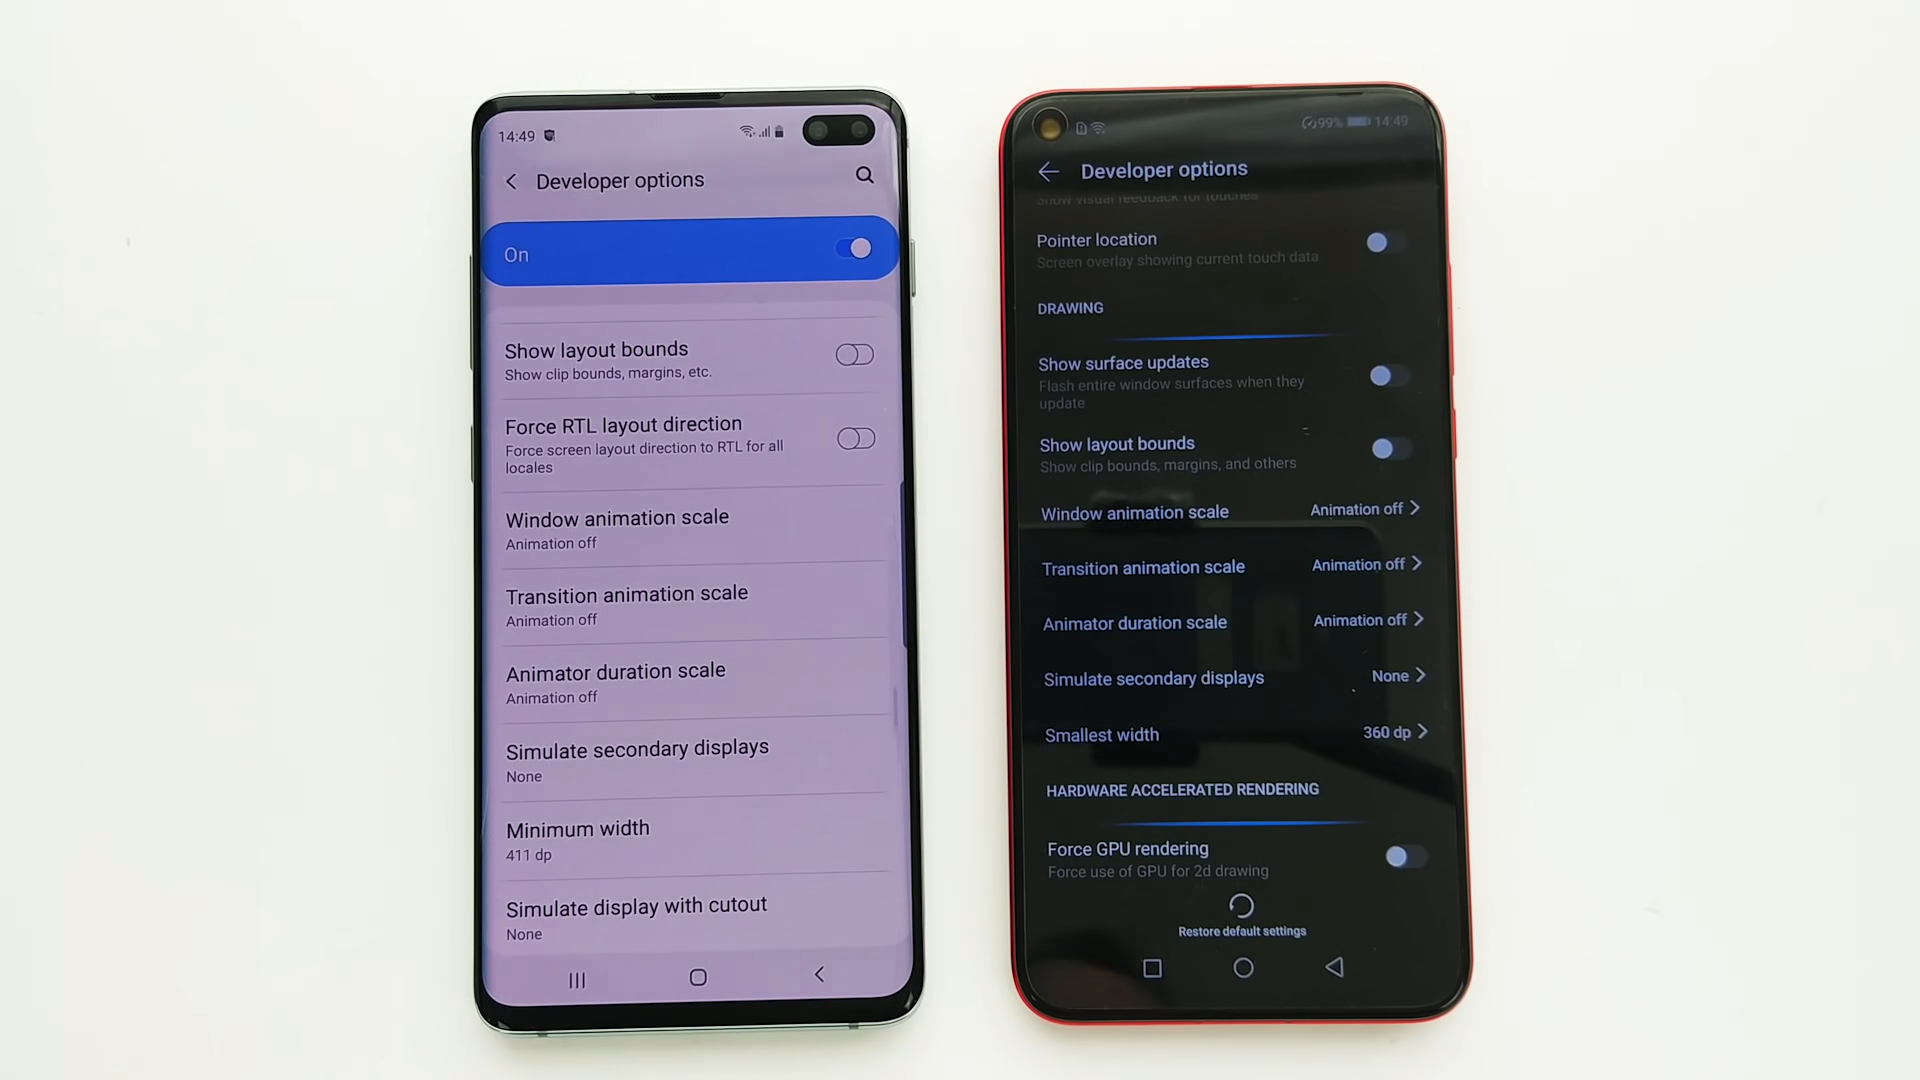 14:49
Developer options
On
Show layout bounds
Show clip bounds, margins, etc.
Force RTL layout direction
Force screen layout direction to RTL for all
locales
Window animation scale
Animation off
Transition animation scale
Animation off
Animator duration scale
Animation off
Simulate secondary displays
None
Minimum width
411 dp
Simulate display with cutout
None
99% 14:49
Developer options
Show visual feedback for touches
Pointer location
Screen overlay showing current touch data
DRAWING
Show surface updates
Flash entire window surfaces when they
update
Show layout bounds
Show clip bounds, margins, and others
Window animation scale Animation off
Transition animation scale Animation off
Animator duration scale Animation off
Simulate secondary displays None
Smallest width 360 dp
HARDWARE ACCELERATED RENDERING
Force GPU rendering
Force use of GPU for 2d drawing
Restore default settings